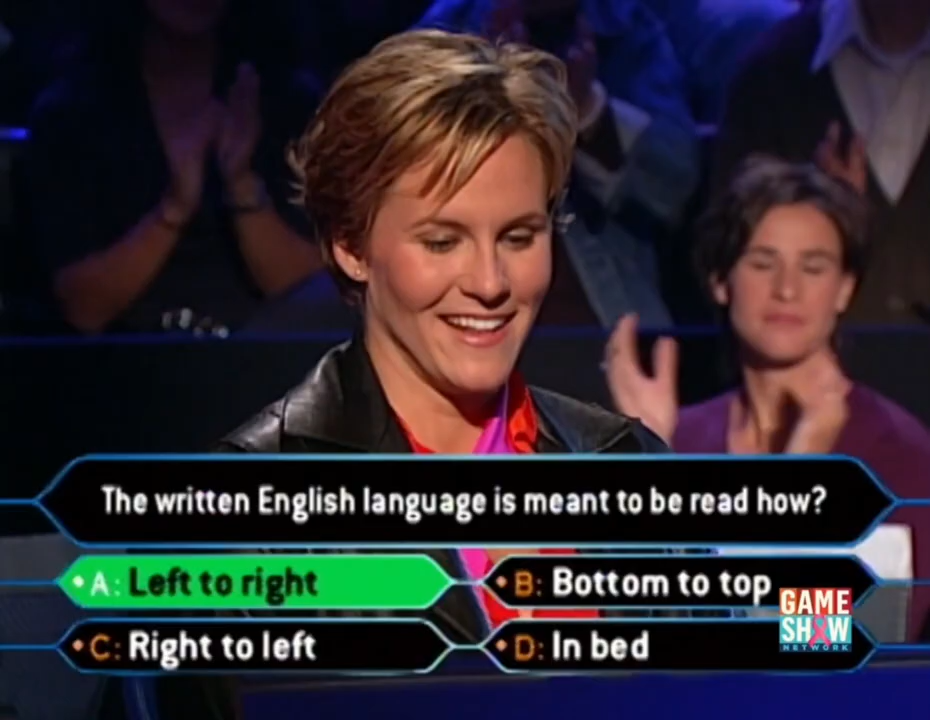 The written English language is meant to be read how?
A: Left to right
B: Bottom to top
C: Right to left
D: In bed
GAME
SHOW
NETWORK